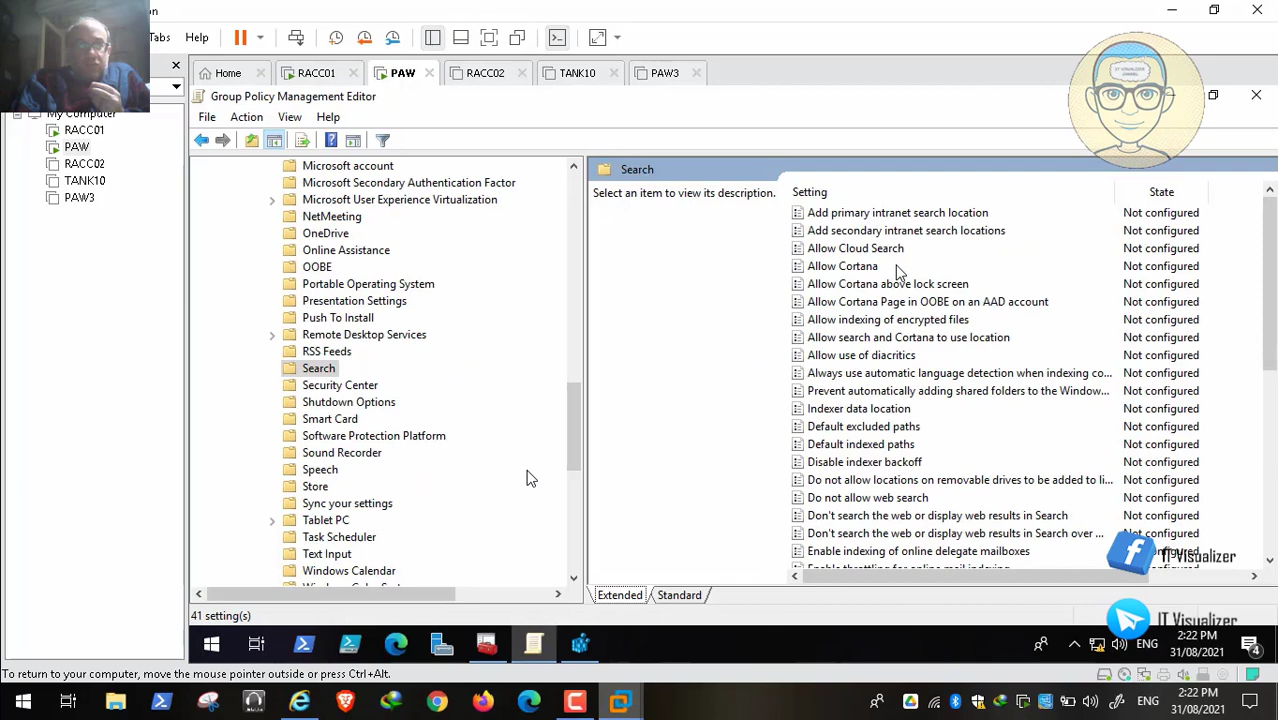 on
Tabs Help
Home RACC01 PAW RACC02 TANK10 PAW3
IT VISUALIZER
CHANNEL
My Computer
RACC01
PAW
RACC02
TANK10
PAW3
Group Policy Management Editor
File Action View Help
Microsoft account
Microsoft Secondary Authentication Factor
Microsoft User Experience Virtualization
NetMeeting
OneDrive
Online Assistance
OOBE
Portable Operating System
Presentation Settings
Push To Install
Remote Desktop Services
RSS Feeds
Search
Security Center
Shutdown Options
Smart Card
Software Protection Platform
Sound Recorder
Speech
Store
Sync your settings
Tablet PC
Task Scheduler
Text Input
Windows Calendar
Search
Select an item to view its description.
Setting State
Add primary intranet search location Not configured
Add secondary intranet search locations Not configured
Allow Cloud Search Not configured
Allow Cortana Not configured
Allow Cortana above lock screen Not configured
Allow Cortana Page in OOBE on an AAD account Not configured
Allow indexing of encrypted files Not configured
Allow search and Cortana to use location Not configured
Allow use of diacritics Not configured
Always use automatic language detection when indexing co... Not configured
Prevent automatically adding shared folders to the Window... Not configured
Indexer data location Not configured
Default excluded paths Not configured
Default indexed paths Not configured
Disable indexer backoff Not configured
Do not allow locations on removable drives to be added to li... Not configured
Do not allow web search Not configured
Don't search the web or display web results in Search Not configured
Don't search the web or display web results in Search over ... Not configured
Enable indexing of online delegate mailboxes
Enable throttling for online mail indexing
IT-Visualizer
Extended Standard
41 setting(s)
IT Visualizer
ENG 2:22 PM
31/08/2021 4
To return to your computer, move the mouse pointer outside or press Ctrl+Alt.
ENG 2:22 PM
31/08/2021